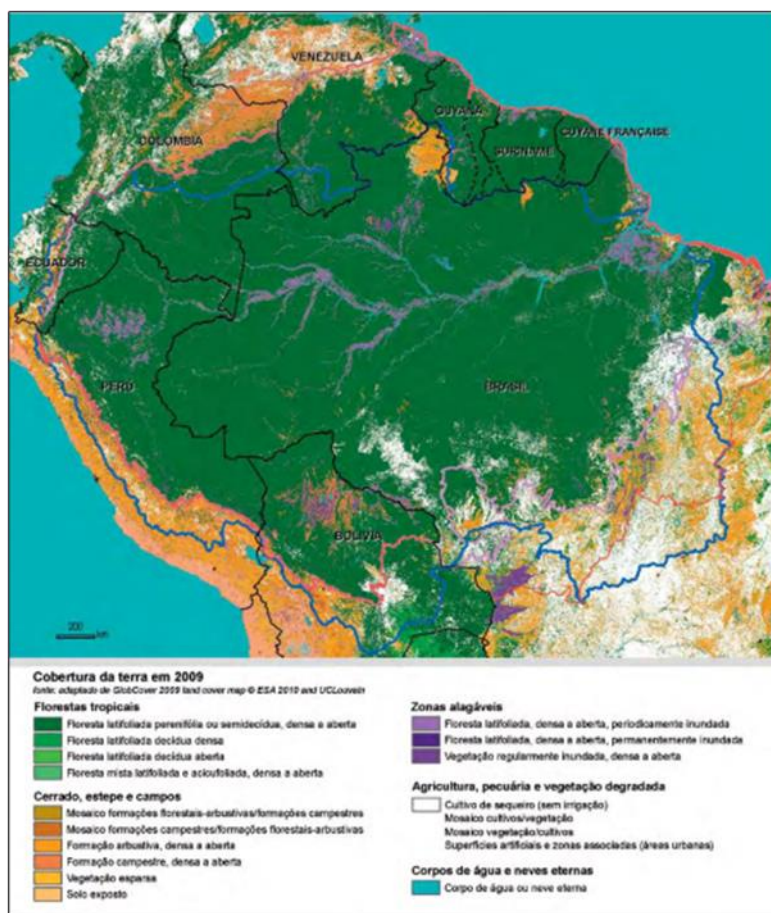 VENEZUELA
GUYANA
GUYANE FRANÇAISE
COLOMBIA
SURINAME
ECUADOR
PERÚ
BRASIL
BOLIVIA
200
km
Cobertura da terra em 2009
fonte: adaptado de GlobCover 2009 land cover map © ESA 2010 and UCLouvain
Florestas tropicais
Floresta latifoliada perenifólia ou semidecídua, densa a aberta
Floresta latifoliada decídua densa
Floresta latifoliada decídua aberta
Floresta mista latifoliada e acicufoliada, densa a aberta
Cerrado, estepe e campos
Mosaico formações florestais-arbustivas/formações campestres
Mosaico formações campestres/formações florestais-arbustivas
Formação arbustiva, densa a aberta
Formação campestre, densa a aberta
Vegetação esparsa
Solo exposto
Zonas alagáveis
Floresta latifoliada, densa a aberta, periodicamente inundada
Floresta latifoliada, densa a aberta, permanentemente inundada
Vegetação regularmente inundada, densa a aberta
Agricultura, pecuária e vegetação degradada
Cultivo de sequeiro (sem irrigação)
Mosaico cultivos/vegetação
Mosaico vegetação/cultivos
Superfícies artificiais e zonas associadas (áreas urbanas)
Corpos de água e neves eternas
Corpo de água ou neve eterna